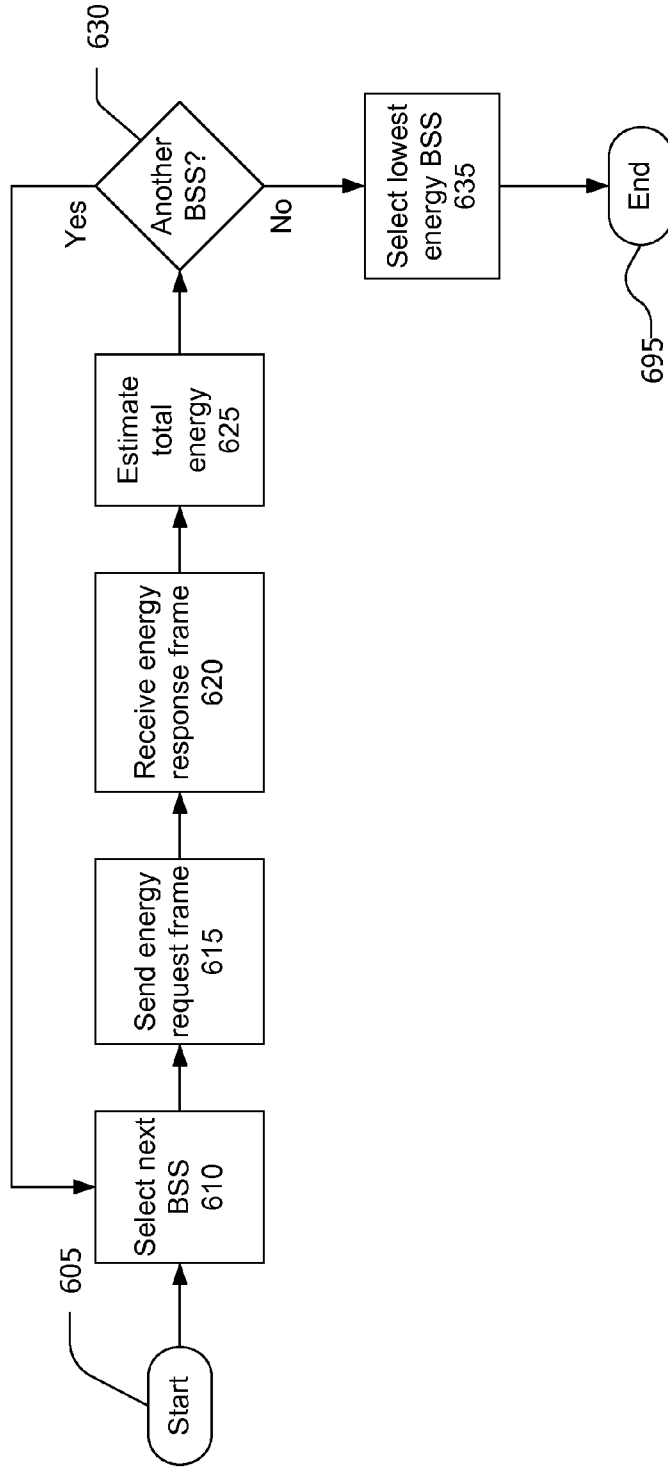 605
Start
Select next
BSS
610
Send energy
request frame
615
Receive energy
response frame
620
Estimate
total
energy
625
630
Another
BSS?
Yes
No
Select lowest
energy BSS
635
End
695